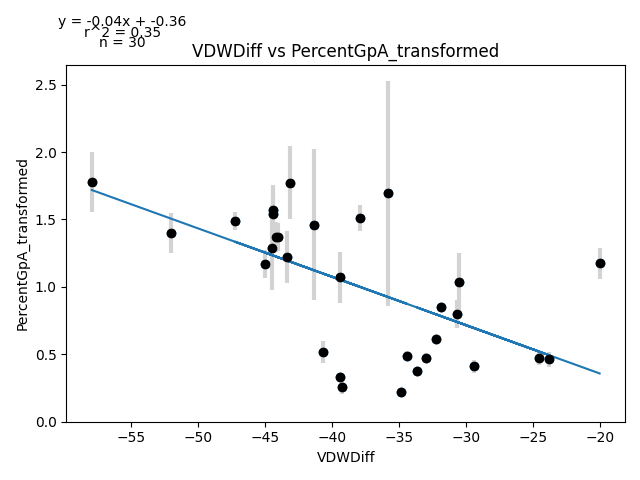 y = -0.04x + -0.36
r^2 = 0.35
n = 30
VDWDiff vs PercentGpA_transformed
PercentGpA_transformed
2.5
2.0
1.5
1.0
0.5
0.0
−55 −50 −45 −40 −35 −30 −25 −20
VDWDiff